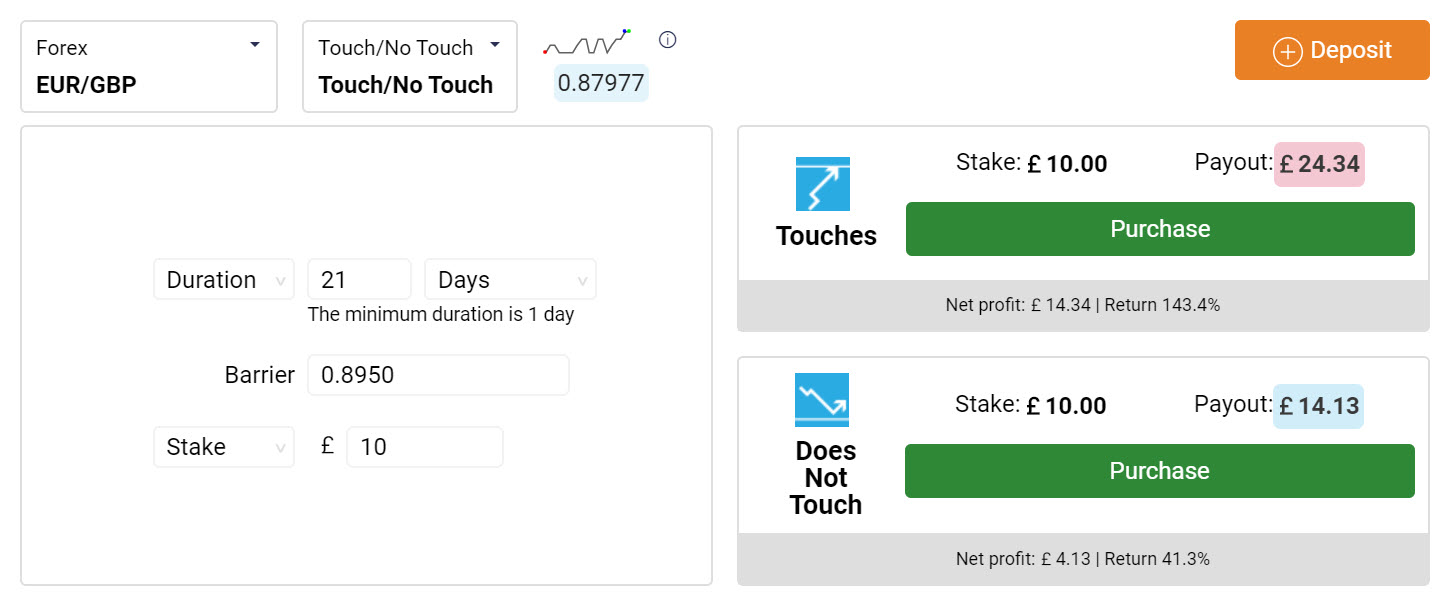 Forex
EUR/GBP
Touch/No Touch
Touch/No Touch
0.87977
Deposit
Duration 21 Days
The minimum duration is 1 day
Barrier 0.8950
Stake £ 10
Touches
Stake: £ 10.00 Payout: £ 24.34
Purchase
Net profit: £ 14.34 | Return 143.4%
Does
Not
Touch
Stake: £ 10.00 Payout: £ 14.13
Purchase
Net profit: £ 4.13 | Return 41.3%